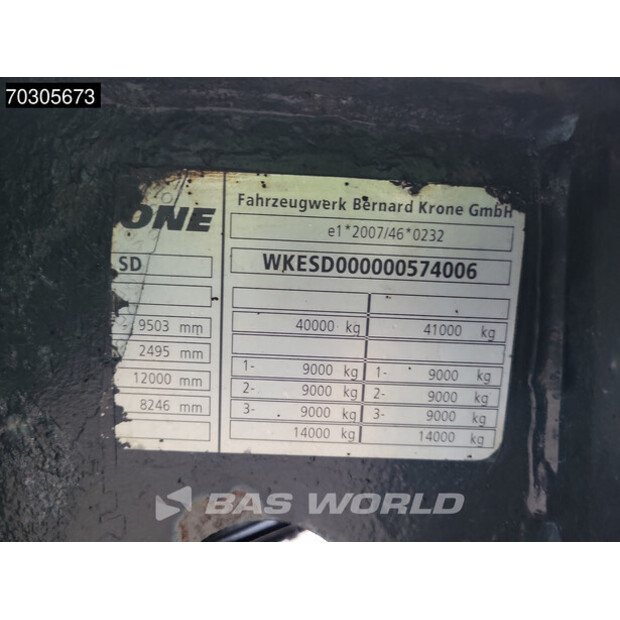 70305673
ONE
Fahrzeugwerk Bernard Krone GmbH
e1*2007/46*0232
SD
WKESD000000574006
9503 mm 40000 kg 41000 kg
2495 mm
12000 mm 1- 9000 kg 1- 9000 kg
2- 9000 kg 2- 9000 kg
8246 mm 3- 9000 kg 3- 9000 kg
14000 kg 14000 kg
BAS WORLD